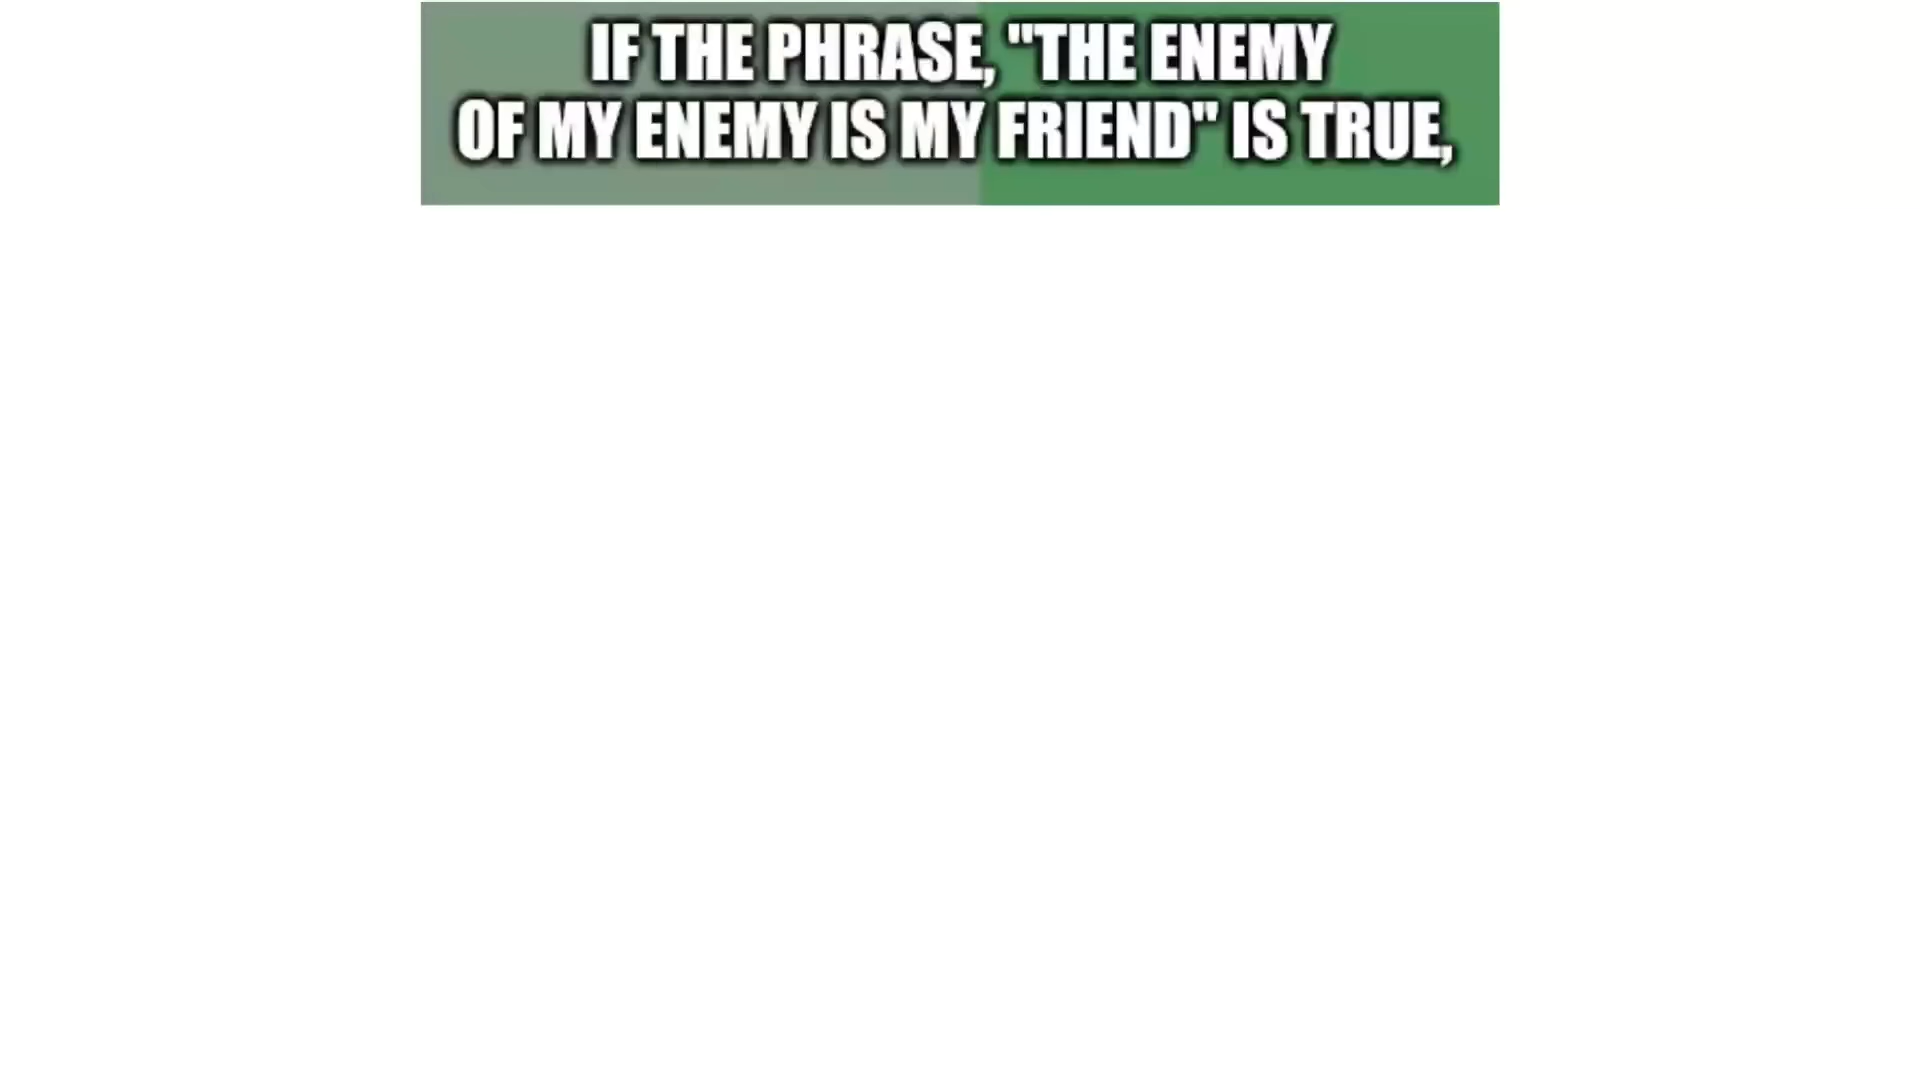 IF THE PHRASE, "THE ENEMY
OF MY ENEMY IS MY FRIEND" IS TRUE,